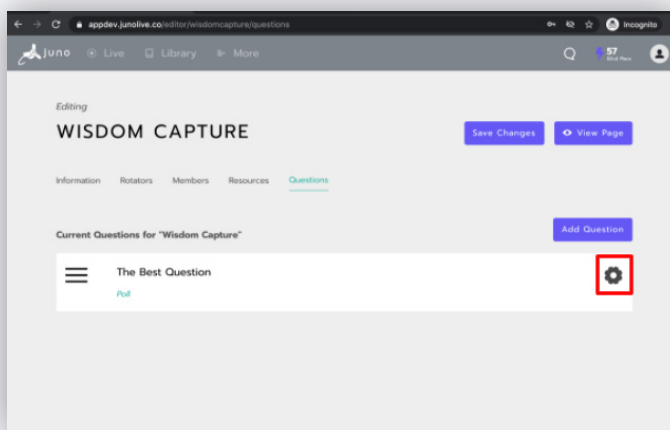 appdev.junolive.co/editor/wisdomcapture/questions
Incognito
juno Live Library More
57
Editing
WISDOM CAPTURE
Save Changes View Page
Information Rotators Members Resources Questions
Add Question
Current Questions for "Wisdom Capture"
The Best Question
Poll